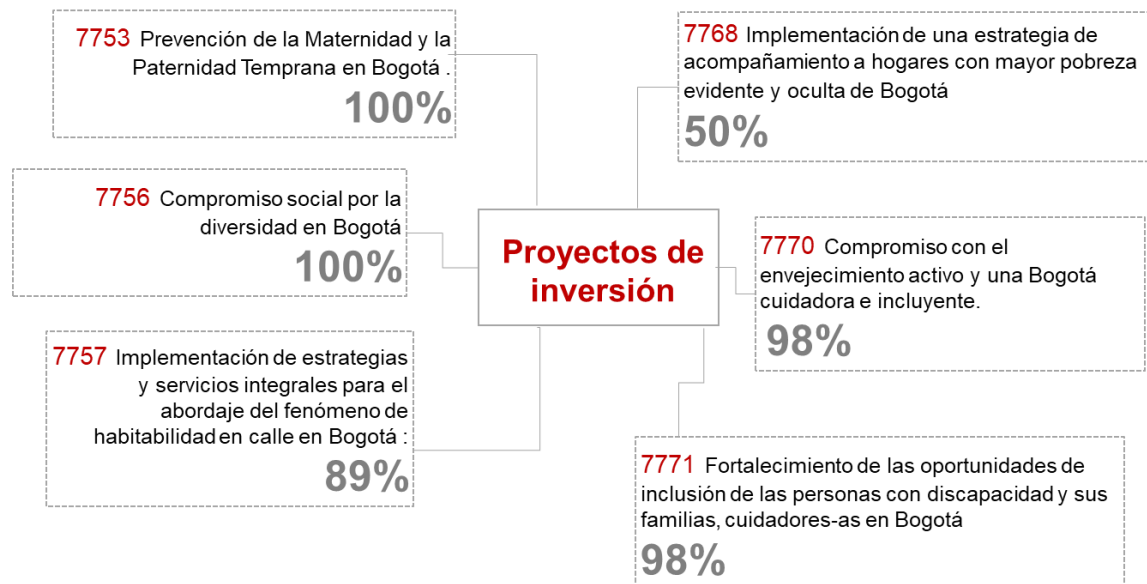 7753 Prevención de la Maternidad y la
Paternidad Temprana en Bogotá .
100%
7756 Compromiso social por la
diversidad en Bogotá
100%
7757 Implementación de estrategias
y servicios integrales para el
abordaje del fenómeno de
habitabilidad en calle en Bogotá :
89%
Proyectos de
inversión
7768 Implementación de una estrategia de
acompañamiento a hogares con mayor pobreza
evidente y oculta de Bogotá
50%
7770 Compromiso con el
envejecimiento activo y una Bogotá
cuidadora e incluyente.
98%
7771 Fortalecimiento de las oportunidades de
inclusión de las personas con discapacidad y sus
familias, cuidadores-as en Bogotá
98%